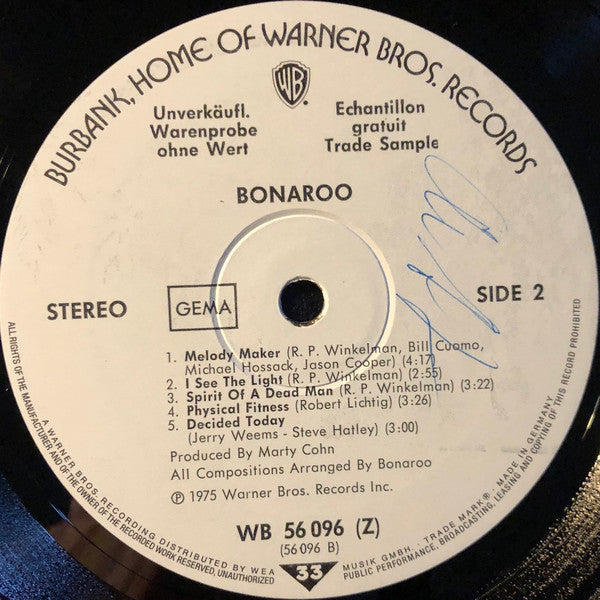 BURBANK, HOME OF WARNER BROS. RECORDS
WB
Unverkäufl.
Warenprobe
ohne Wert
Echantillon
gratuit
Trade Sample
BONAROO
STEREO
GEMA
SIDE 2
1. Melody Maker (R. P. Winkelman, Bill Cuomo,
Michael Hossack, Jason Cooper) (4:17)
2. I See The Light (R. P. Winkelman) (2:55)
3. Spirit Of A Dead Man (R. P. Winkelman) (3:22)
4. Physical Fitness (Robert Lichtig) (3:26)
5. Decided Today
(Jerry Weems - Steve Hatley) (3:00)
Produced By Marty Cohn
All Compositions Arranged By Bonaroo
℗ 1975 Warner Bros. Records Inc.
WB 56 096 (Z)
(56 096 B)
33
A WARNER BROS. RECORDING DISTRIBUTED BY WEA MUSIK GMBH. - TRADE MARK® - MADE IN GERMANY
ALL RIGHTS OF THE MANUFACTURER AND OF THE OWNER OF THE RECORDED WORK RESERVED, UNAUTHORIZED PUBLIC PERFORMANCE, BROADCASTING, LEASING AND COPYING OF THIS RECORD PROHIBITED